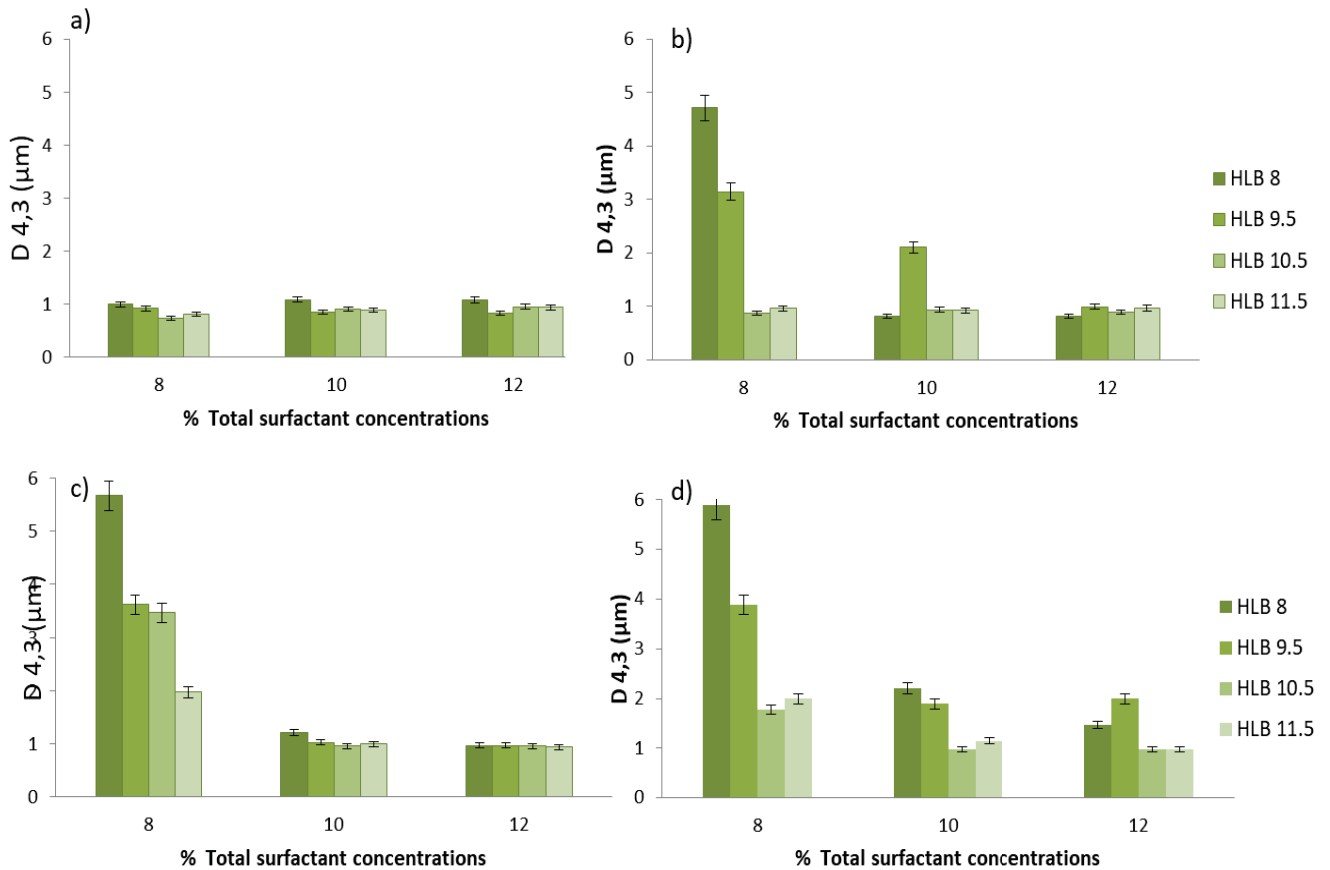 a)
6
5
4
3
2
1
0
D 4,3 (µm)
8 10 12
% Total surfactant concentrations
b)
6
5
4
3
2
1
0
D 4,3 (µm)
8 10 12
% Total surfactant concentrations
HLB 8
HLB 9.5
HLB 10.5
HLB 11.5
c)
6
5
4
3
2
1
0
D 4,3 (µm)
8 10 12
% Total surfactant concentrations
d)
6
5
4
3
2
1
0
D 4,3 (µm)
8 10 12
% Total surfactant concentrations
HLB 8
HLB 9.5
HLB 10.5
HLB 11.5